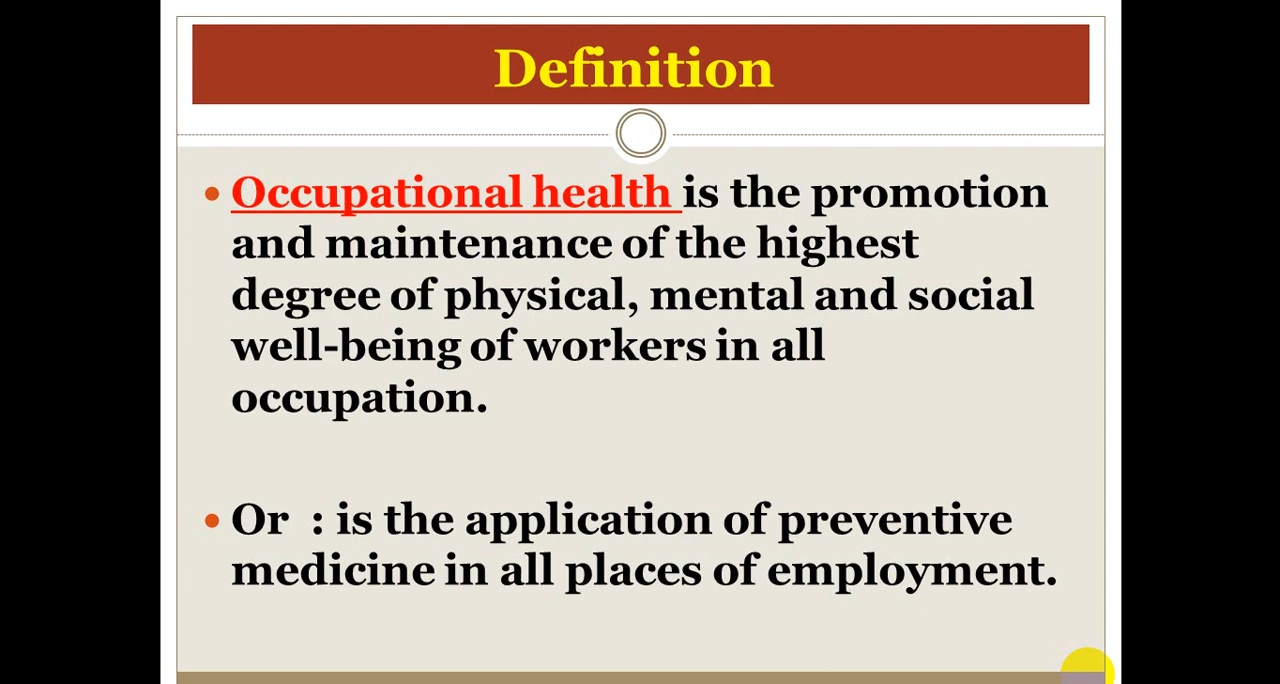 Definition
• Occupational health is the promotion
and maintenance of the highest
degree of physical, mental and social
well-being of workers in all
occupation.
• Or : is the application of preventive
medicine in all places of employment.